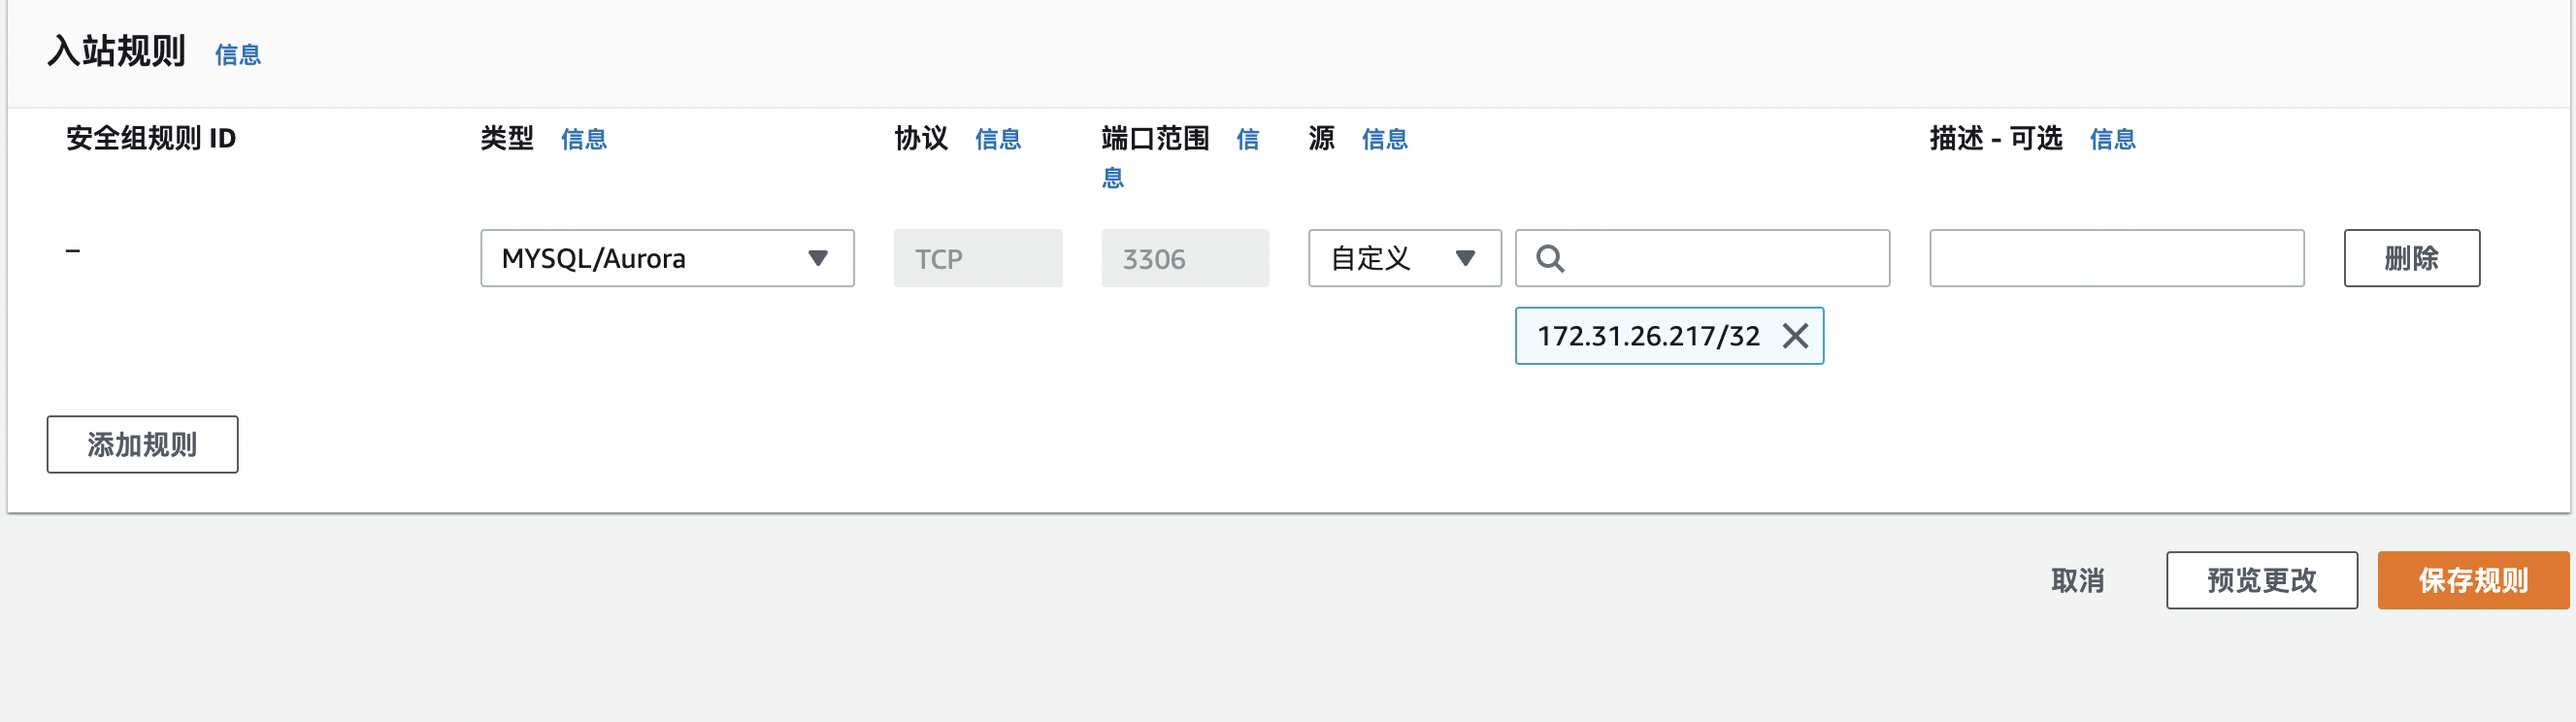 入站规则 信息
安全组规则 ID 类型 信息 协议 信息 端口范围 信息 源 信息 描述 - 可选 信息
– MYSQL/Aurora TCP 3306 自定义 删除
172.31.26.217/32
添加规则
取消 预览更改 保存规则